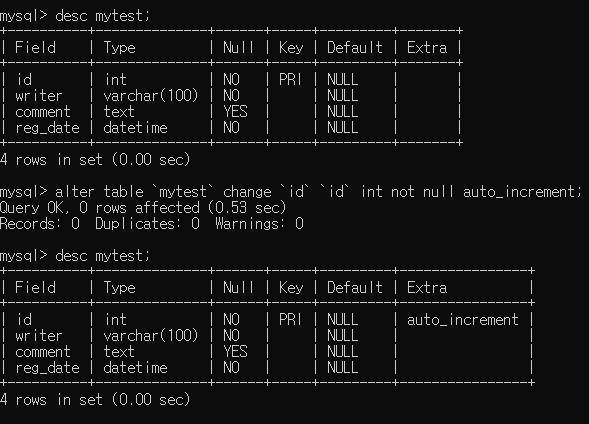 mysql> desc mytest;
+----------+--------------+------+-----+---------+-------+
| Field    | Type         | Null | Key | Default | Extra |
+----------+--------------+------+-----+---------+-------+
| id       | int          | NO   | PRI | NULL    |       |
| writer   | varchar(100) | NO   |     | NULL    |       |
| comment  | text         | YES  |     | NULL    |       |
| reg_date | datetime     | NO   |     | NULL    |       |
+----------+--------------+------+-----+---------+-------+
4 rows in set (0.00 sec)
mysql> alter table `mytest` change `id` `id` int not null auto_increment;
Query OK, 0 rows affected (0.53 sec)
Records: 0  Duplicates: 0  Warnings: 0
mysql> desc mytest;
+----------+--------------+------+-----+---------+----------------+
| Field    | Type         | Null | Key | Default | Extra          |
+----------+--------------+------+-----+---------+----------------+
| id       | int          | NO   | PRI | NULL    | auto_increment |
| writer   | varchar(100) | NO   |     | NULL    |                |
| comment  | text         | YES  |     | NULL    |                |
| reg_date | datetime     | NO   |     | NULL    |                |
+----------+--------------+------+-----+---------+----------------+
4 rows in set (0.00 sec)